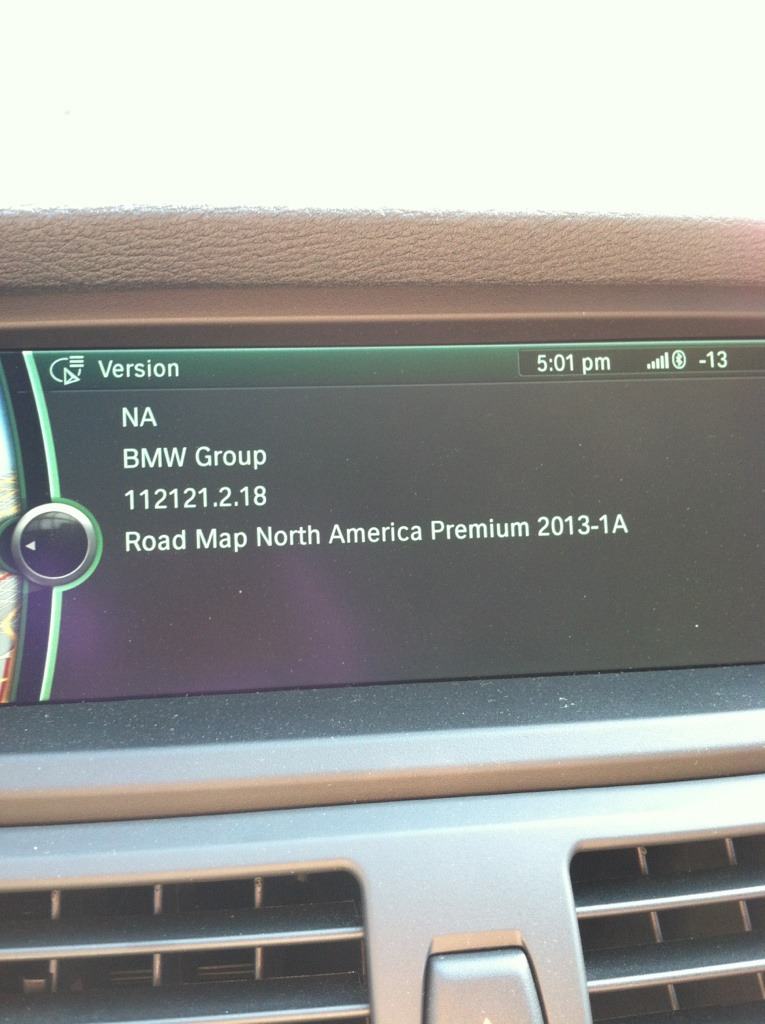 Version
5:01 pm
-13
NA
BMW Group
112121.2.18
Road Map North America Premium 2013-1A